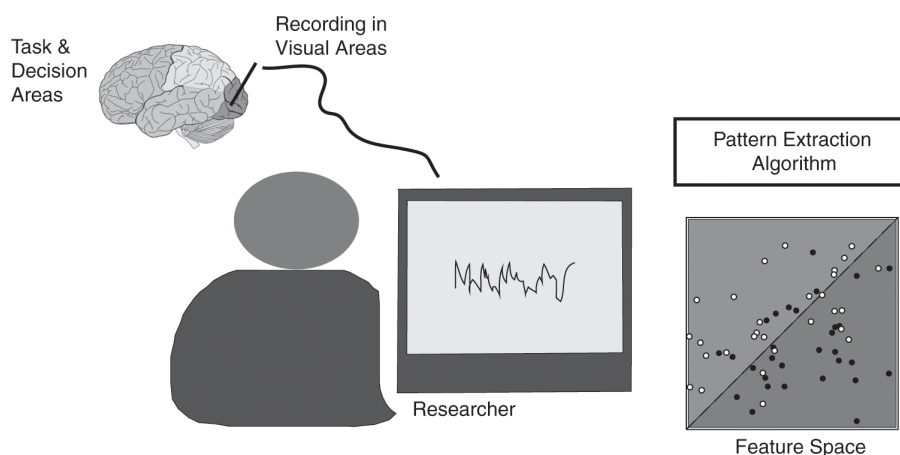 Task &
Decision
Areas
Recording in
Visual Areas
Pattern Extraction
Algorithm
Researcher
Feature Space